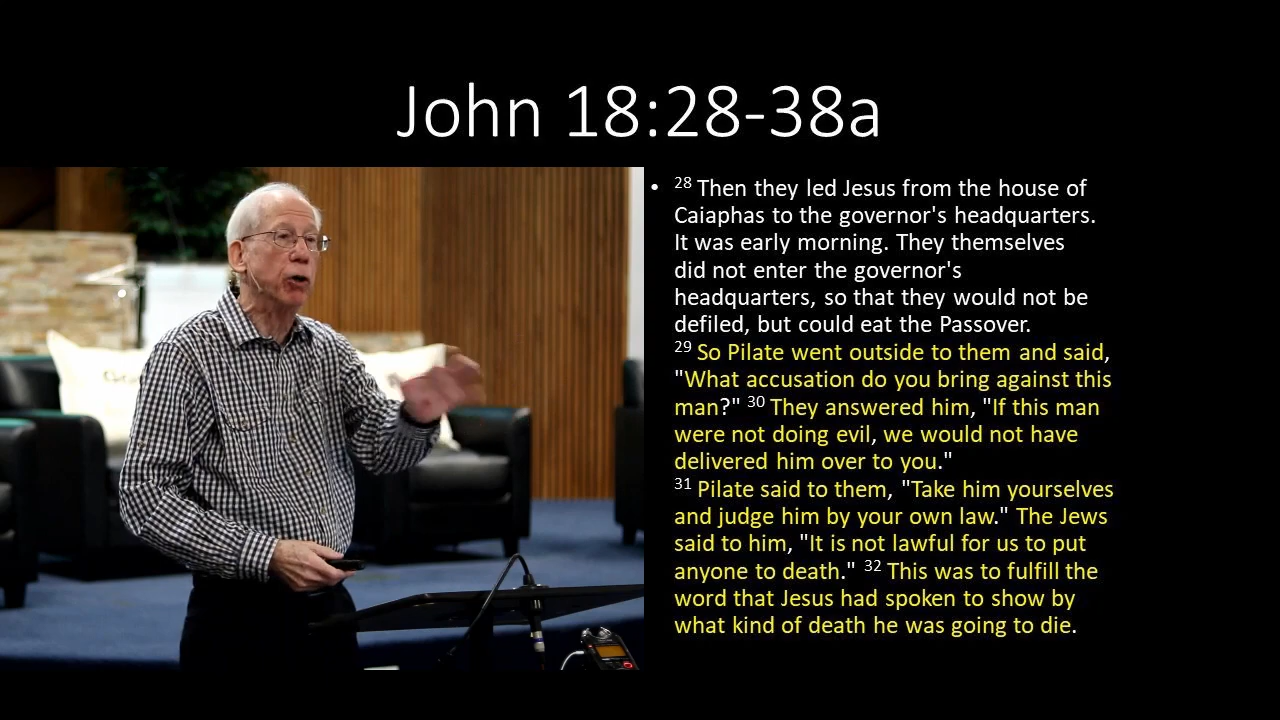 John 18:28-38a
• 28 Then they led Jesus from the house of
Caiaphas to the governor's headquarters.
It was early morning. They themselves
did not enter the governor's
headquarters, so that they would not be
defiled, but could eat the Passover.
29 So Pilate went outside to them and said,
"What accusation do you bring against this
man?" 30 They answered him, "If this man
were not doing evil, we would not have
delivered him over to you."
31 Pilate said to them, "Take him yourselves
and judge him by your own law." The Jews
said to him, "It is not lawful for us to put
anyone to death." 32 This was to fulfill the
word that Jesus had spoken to show by
what kind of death he was going to die.